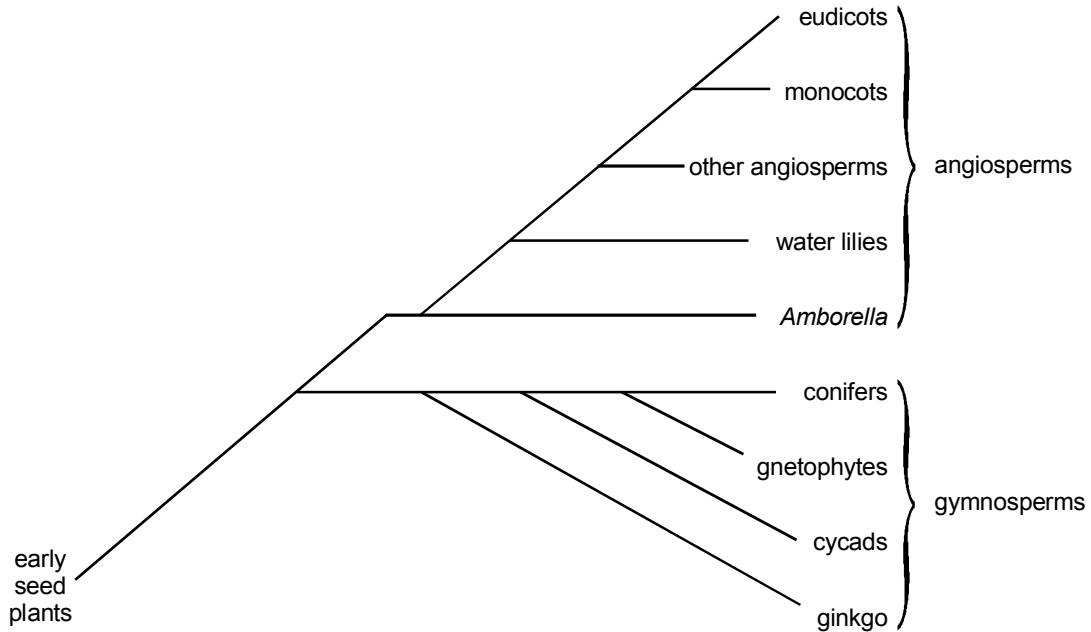 eudicots
monocots
other angiosperms
angiosperms
water lilies
Amborella
conifers
gnetophytes
gymnosperms
cycads
ginkgo
early
seed
plants